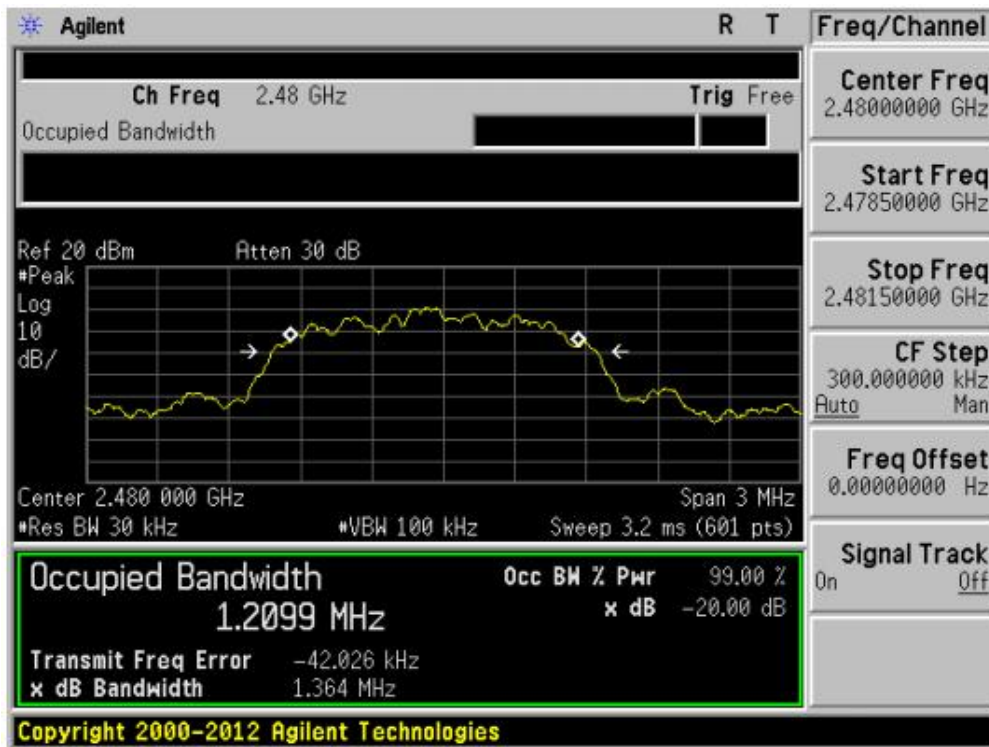 Agilent R T
Ch Freq 2.48 GHz Trig Free
Occupied Bandwidth
Ref 20 dBm Atten 30 dB
#Peak
Log
10
dB/
Center 2.480 000 GHz Span 3 MHz
#Res BW 30 kHz #VBW 100 kHz Sweep 3.2 ms (601 pts)
Occupied Bandwidth
1.2099 MHz
Occ BW % Pwr 99.00 %
x dB -20.00 dB
Transmit Freq Error -42.026 kHz
x dB Bandwidth 1.364 MHz
Copyright 2000-2012 Agilent Technologies
Freq/Channel
Center Freq
2.48000000 GHz
Start Freq
2.47850000 GHz
Stop Freq
2.48150000 GHz
CF Step
300.000000 kHz
Auto Man
Freq Offset
0.00000000 Hz
Signal Track
On Off